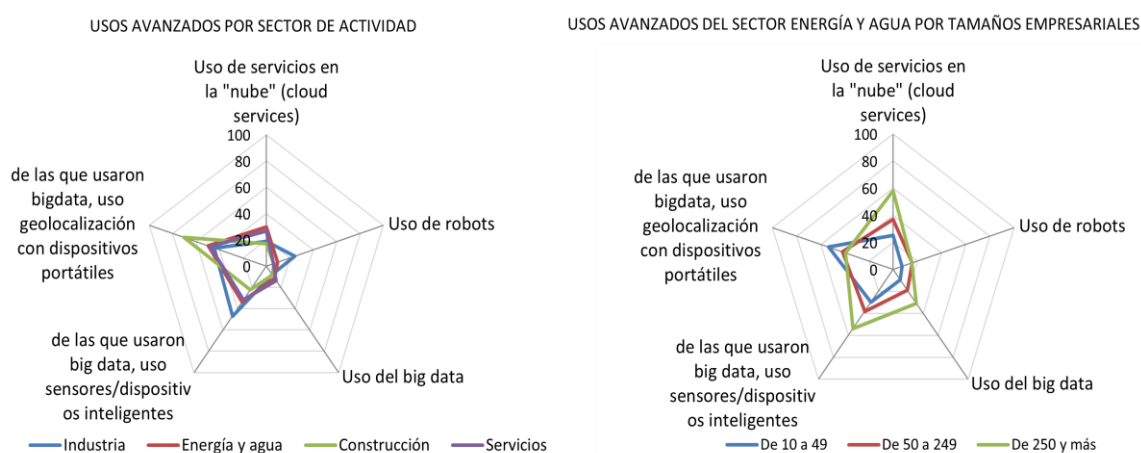 USOS AVANZADOS POR SECTOR DE ACTIVIDAD
Uso de servicios en
la "nube" (cloud
services)
100
80
60
40
20
0
Uso de robots
Uso del big data
de las que usaron
big data, uso
sensores/dispositiv
os inteligentes
de las que usaron
bigdata, uso
geolocalización
con dispositivos
portátiles
Industria
Energía y agua
Construcción
Servicios
USOS AVANZADOS DEL SECTOR ENERGÍA Y AGUA POR TAMAÑOS EMPRESARIALES
Uso de servicios en
la "nube" (cloud
services)
100
80
60
40
20
0
Uso de robots
Uso del big data
de las que usaron
big data, uso
sensores/dispositiv
os inteligentes
de las que usaron
bigdata, uso
geolocalización
con dispositivos
portátiles
De 10 a 49
De 50 a 249
De 250 y más